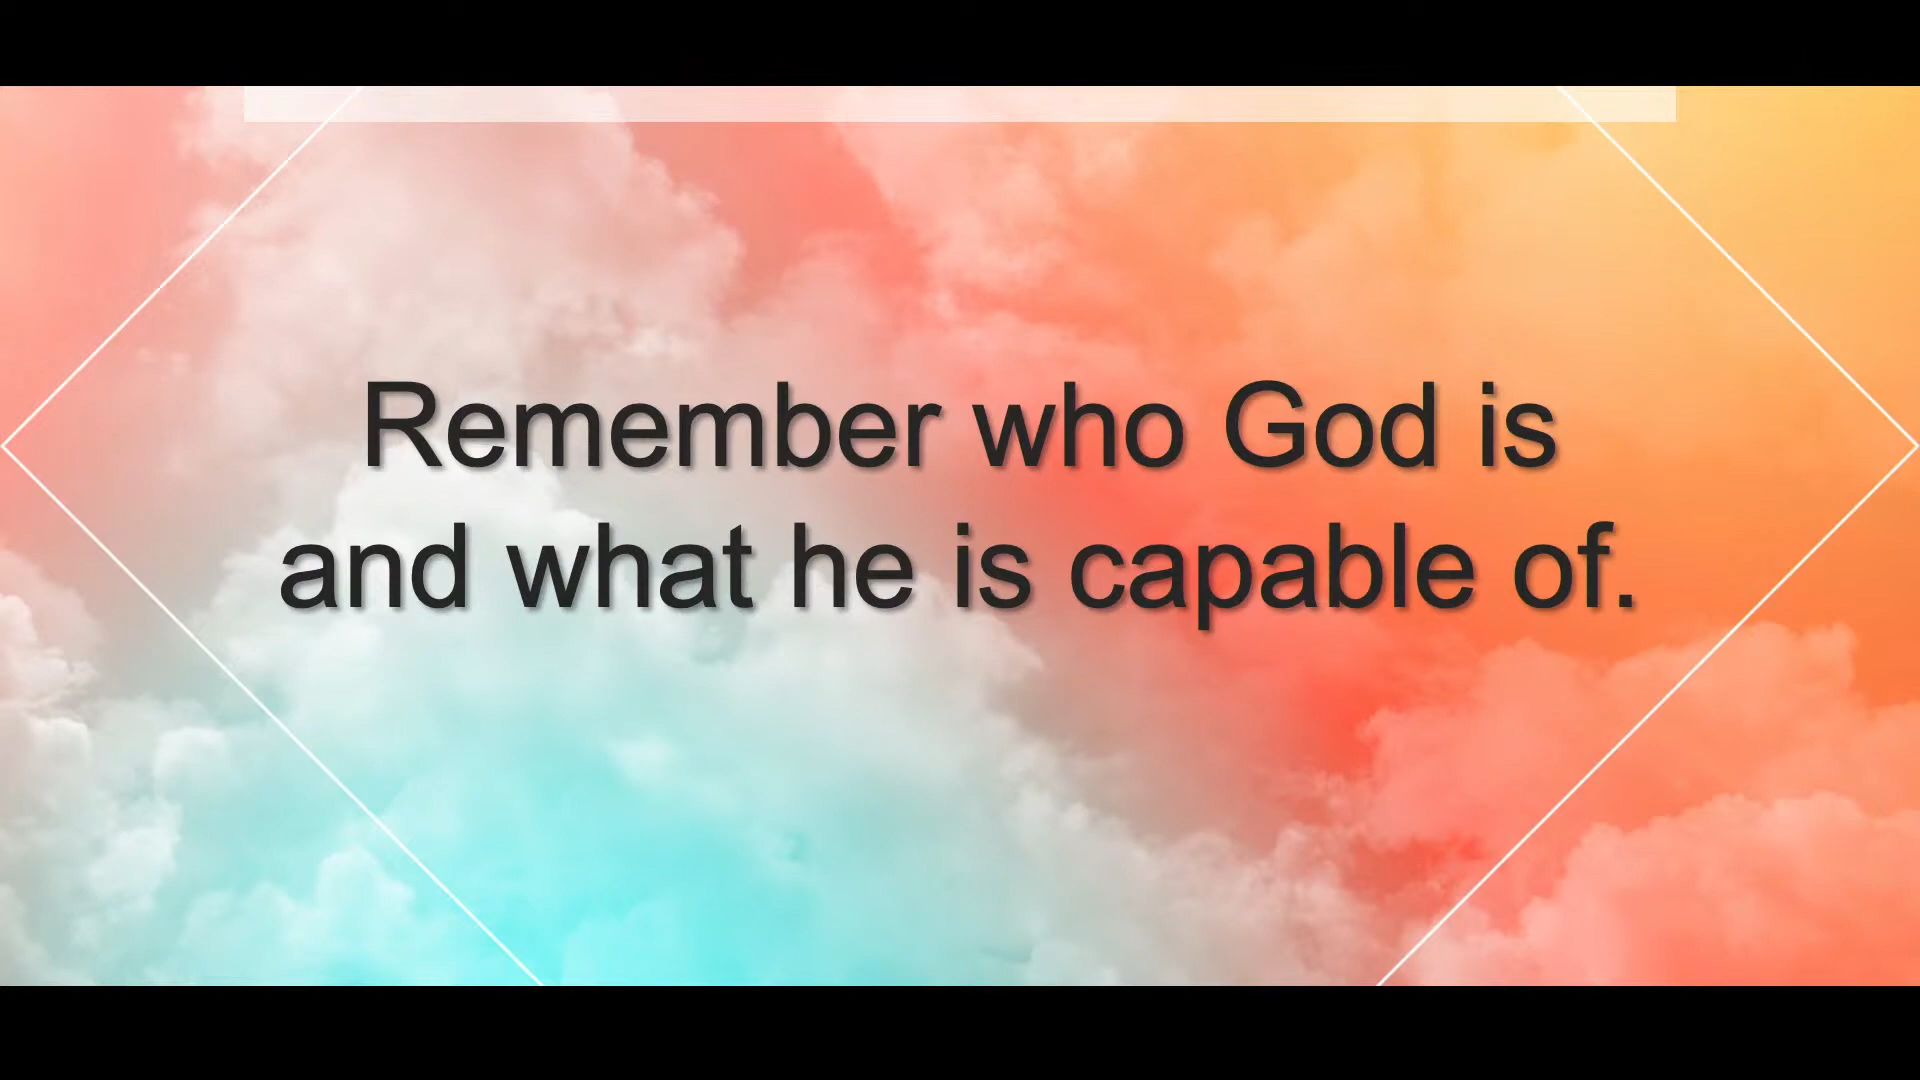 Remember who God is
and what he is capable of.